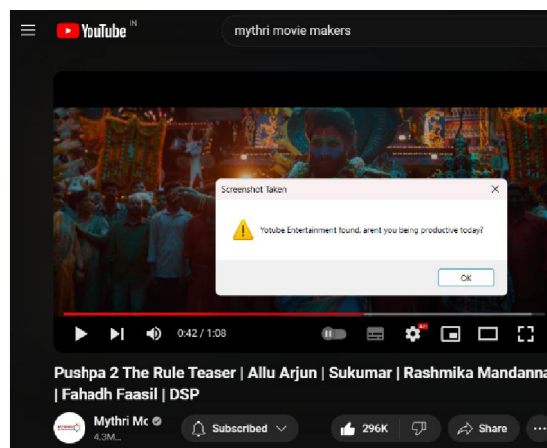 YouTube IN
mythri movie makers
Screenshot Taken
Yotube Entertainment found, arent you being productive today?
OK
0:42 / 1:08
Pushpa 2 The Rule Teaser | Allu Arjun | Sukumar | Rashmika Mandanna
| Fahadh Faasil | DSP
Mythri Mc
4.3M...
Subscribed
296K
Share